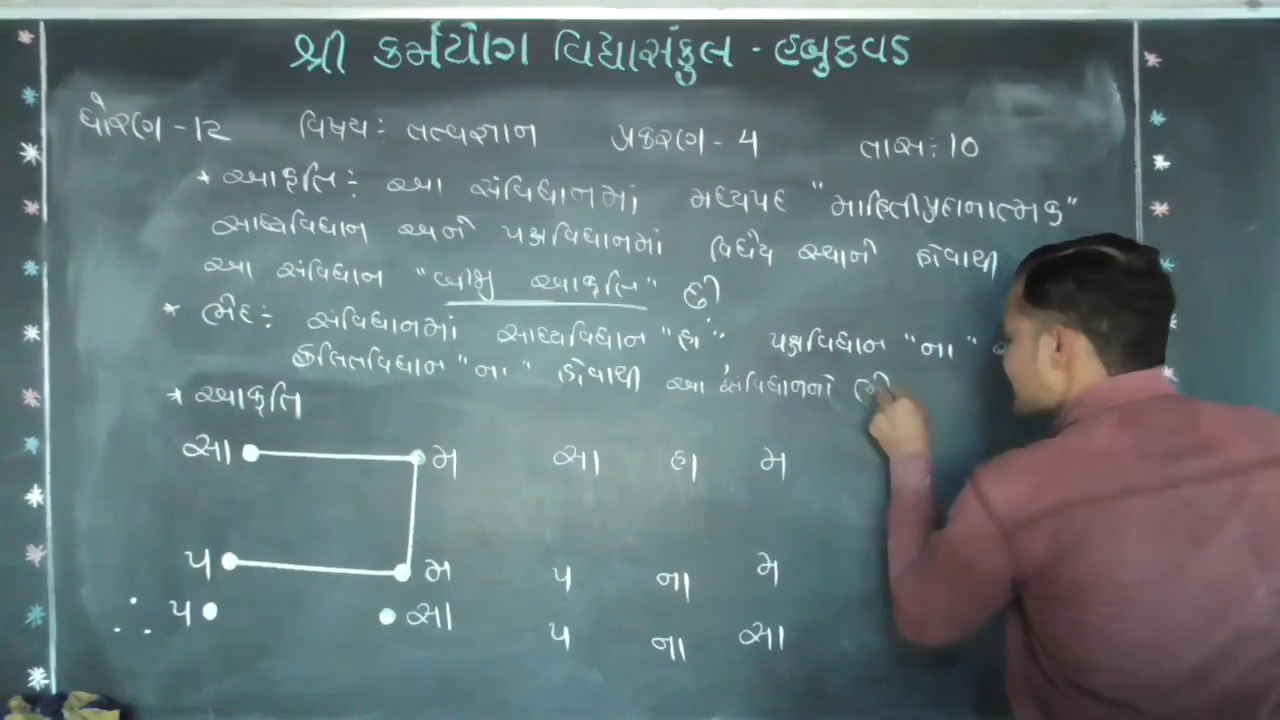 શ્રી કર્મયોગ વિદ્યાસંકુલ - હબુકવડ
ધોરણ - 12 વિષય : તત્વજ્ઞાન પ્રકરણ - 4 તાસ : 10
* આકૃતિ : આ સંવિધાનમાં મધ્યપદ "માહિતીપ્રદાનાત્મક"
સાધ્યવિધાન અને પક્ષવિધાનમાં વિધેય સ્થાને હોવાથી
આ સંવિધાન "બીજી આકૃતિ" છે
* ભેદ : સંવિધાનમાં સાધ્યવિધાન "હા" પક્ષવિધાન "ના"
ફલિતવિધાન "ના" હોવાથી આ સંવિધાનનો ભે
* આકૃતિ
સા મ સા હા મ
પ મ પ ના મ
∴ પ સા પ ના સા